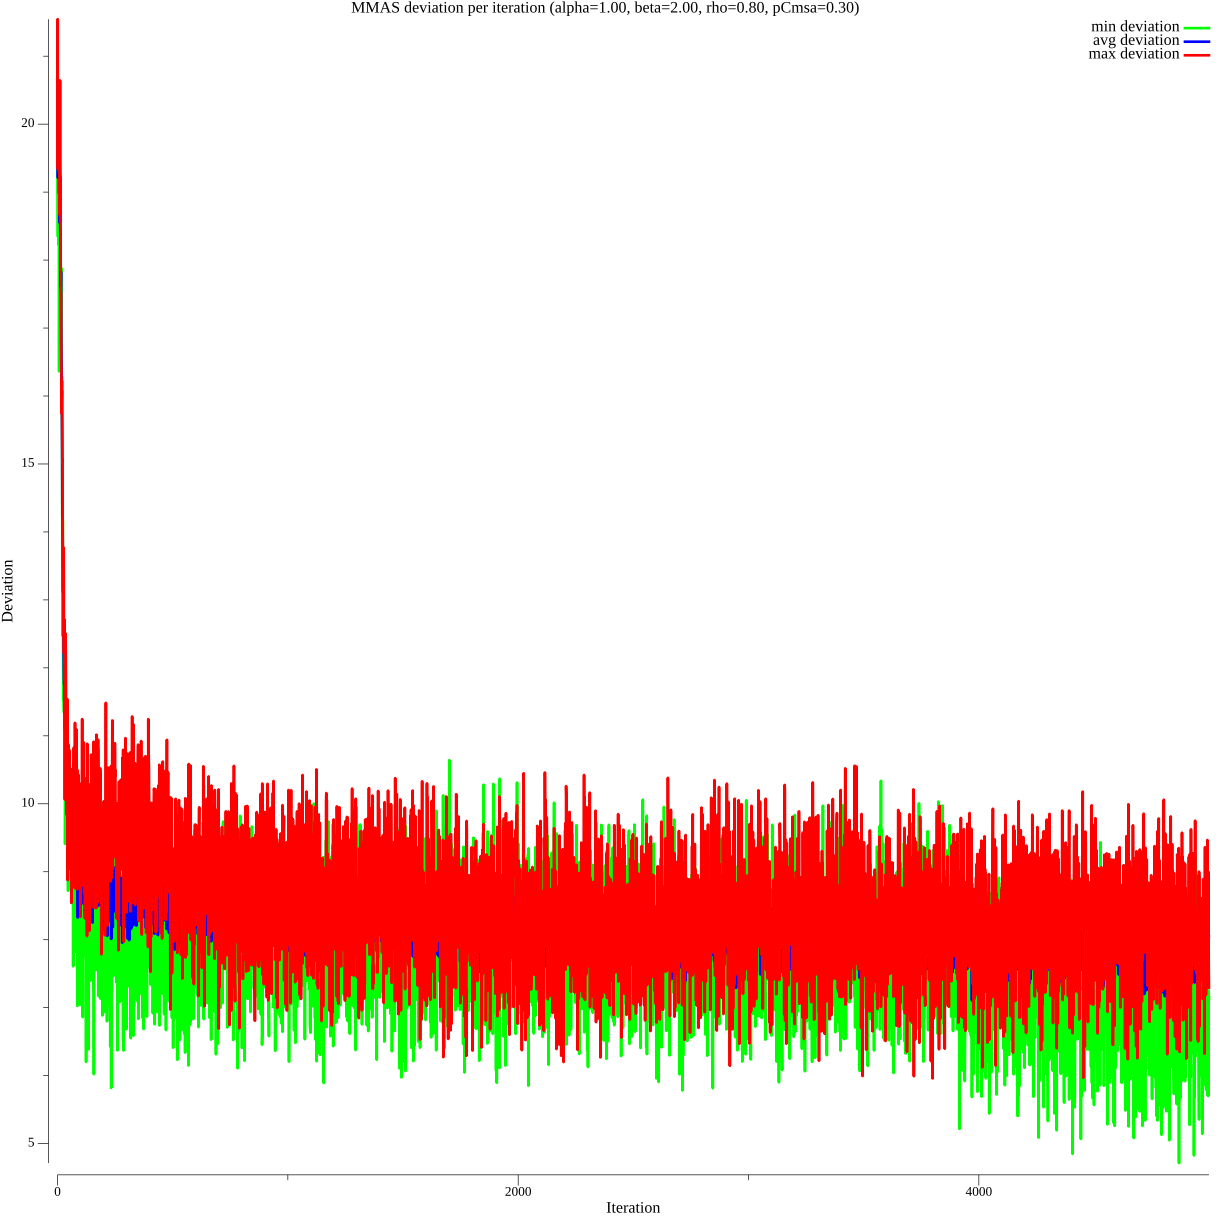 MMAS deviation per iteration (alpha=1.00, beta=2.00, rho=0.80, pCmsa=0.30)
min deviation
avg deviation
max deviation
20
15
10
5
Deviation
0
2000
4000
Iteration